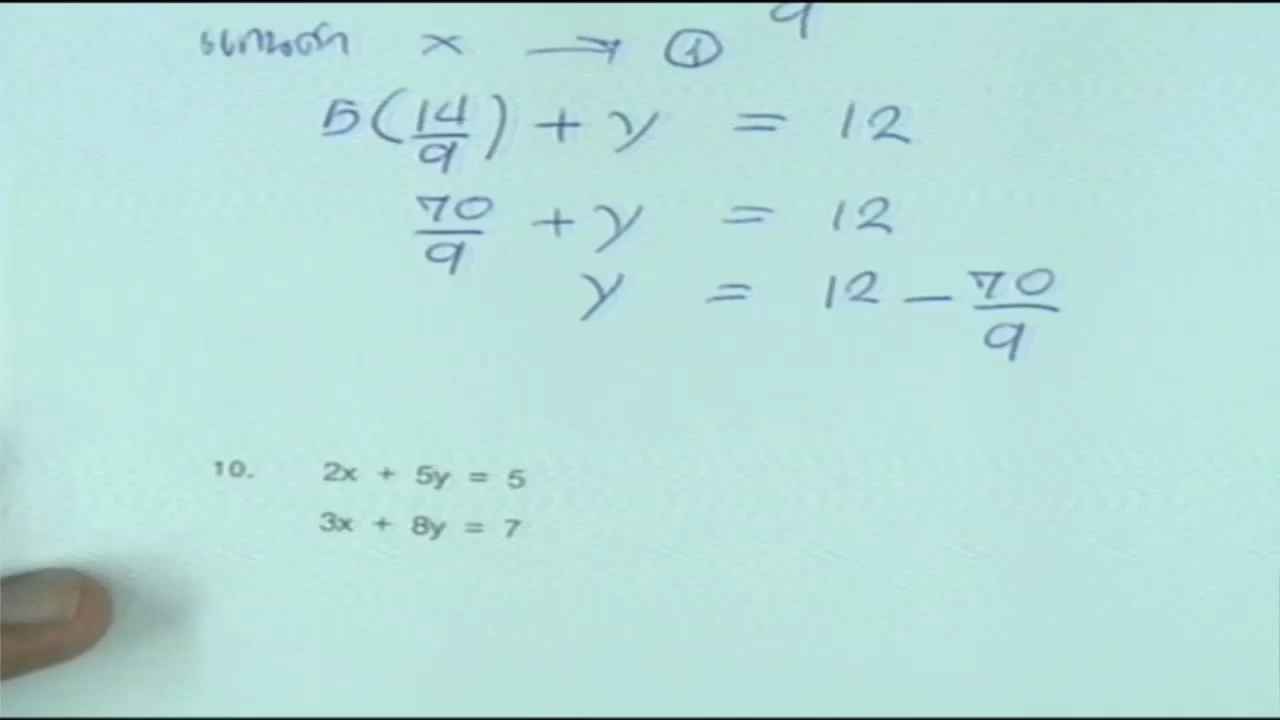 9
แทนค่า x → ①
5(14/9) + y = 12
70/9 + y = 12
y = 12 - 70/9
10. 2x + 5y = 5
3x + 8y = 7